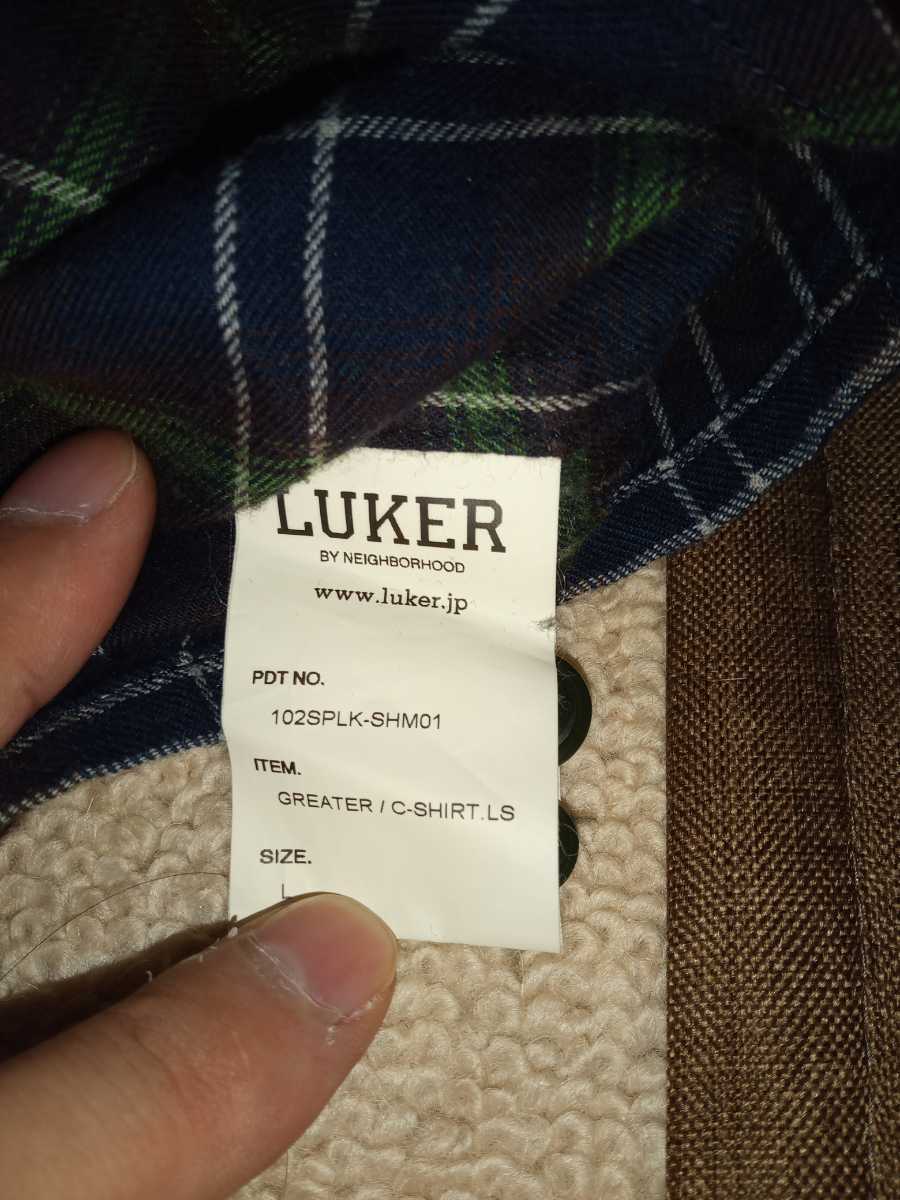 LUKER
BY NEIGHBORHOOD
www.luker.jp
PDT NO.
102SPLK-SHM01
ITEM.
GREATER / C-SHIRT.LS
SIZE.
L